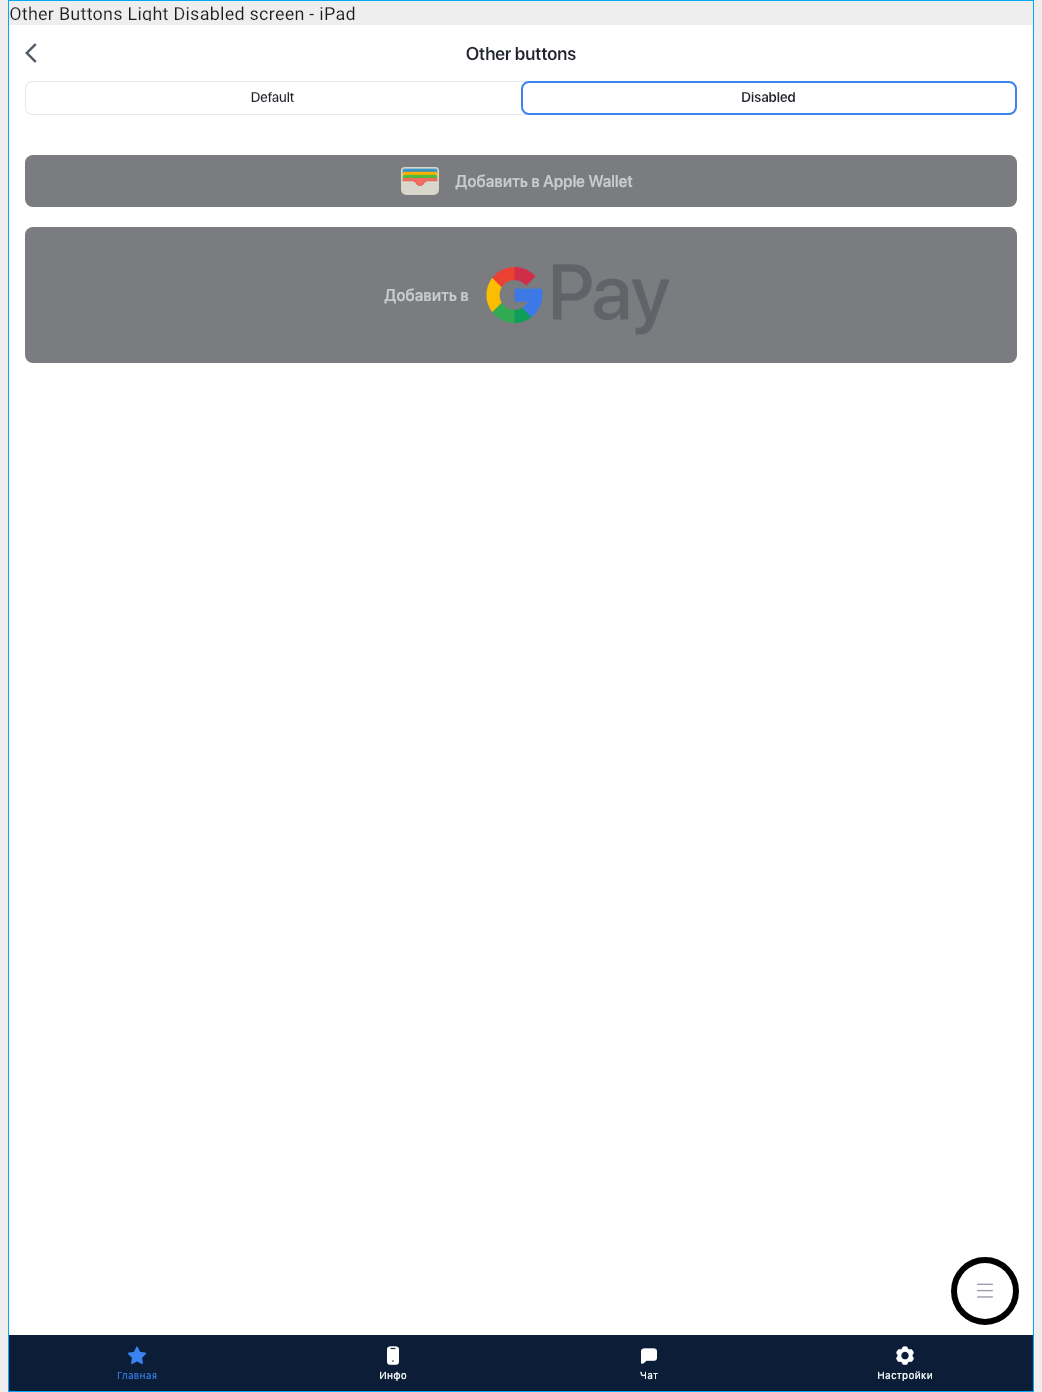 Other Buttons Light Disabled screen - iPad
Other buttons
Default
Disabled
Добавить в Apple Wallet
Добавить в G Pay
Главная
Инфо
Чат
Настройки